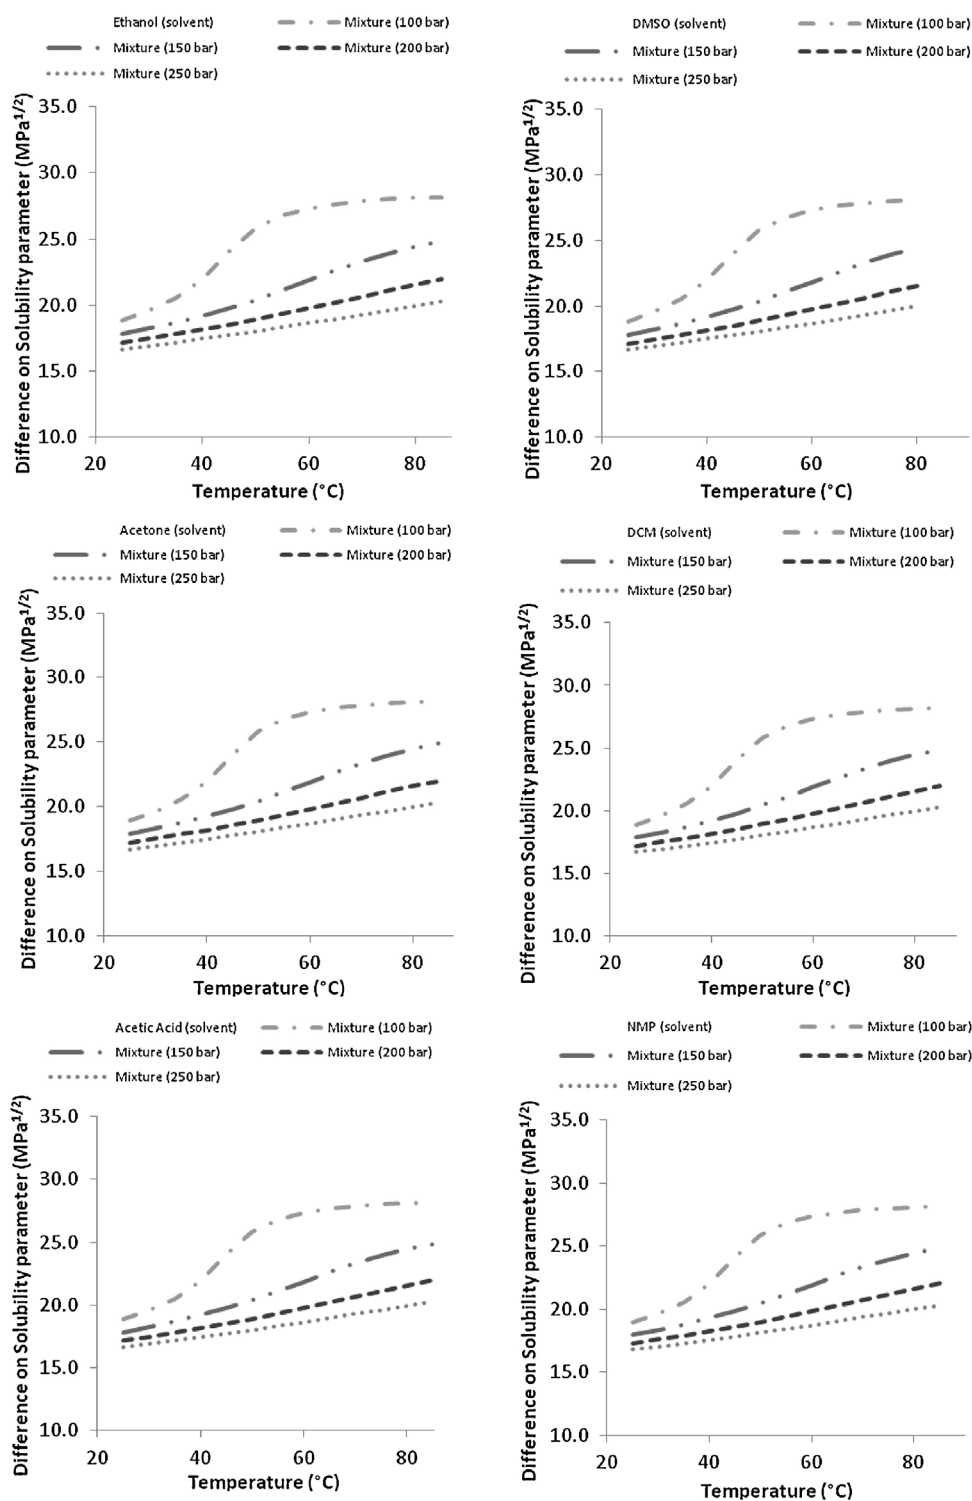 Ethanol (solvent) Mixture (100 bar)
Mixture (150 bar) Mixture (200 bar)
Mixture (250 bar)
Difference on Solubility parameter (MPa1/2)
35.0
30.0
25.0
20.0
15.0
10.0
20 40 60 80
Temperature (°C)
DMSO (solvent) Mixture (100 bar)
Mixture (150 bar) Mixture (200 bar)
Mixture (250 bar)
Difference on Solubility parameter (MPa1/2)
35.0
30.0
25.0
20.0
15.0
10.0
20 40 60 80
Temperature (°C)
Acetone (solvent) Mixture (100 bar)
Mixture (150 bar) Mixture (200 bar)
Mixture (250 bar)
Difference on Solubility parameter (MPa1/2)
35.0
30.0
25.0
20.0
15.0
10.0
20 40 60 80
Temperature (°C)
DCM (solvent) Mixture (100 bar)
Mixture (150 bar) Mixture (200 bar)
Mixture (250 bar)
Difference on Solubility parameter (MPa1/2)
35.0
30.0
25.0
20.0
15.0
10.0
20 40 60 80
Temperature (°C)
Acetic Acid (solvent) Mixture (100 bar)
Mixture (150 bar) Mixture (200 bar)
Mixture (250 bar)
Difference on Solubility parameter (MPa1/2)
35.0
30.0
25.0
20.0
15.0
10.0
20 40 60 80
Temperature (°C)
NMP (solvent) Mixture (100 bar)
Mixture (150 bar) Mixture (200 bar)
Mixture (250 bar)
Difference on Solubility parameter (MPa1/2)
35.0
30.0
25.0
20.0
15.0
10.0
20 40 60 80
Temperature (°C)